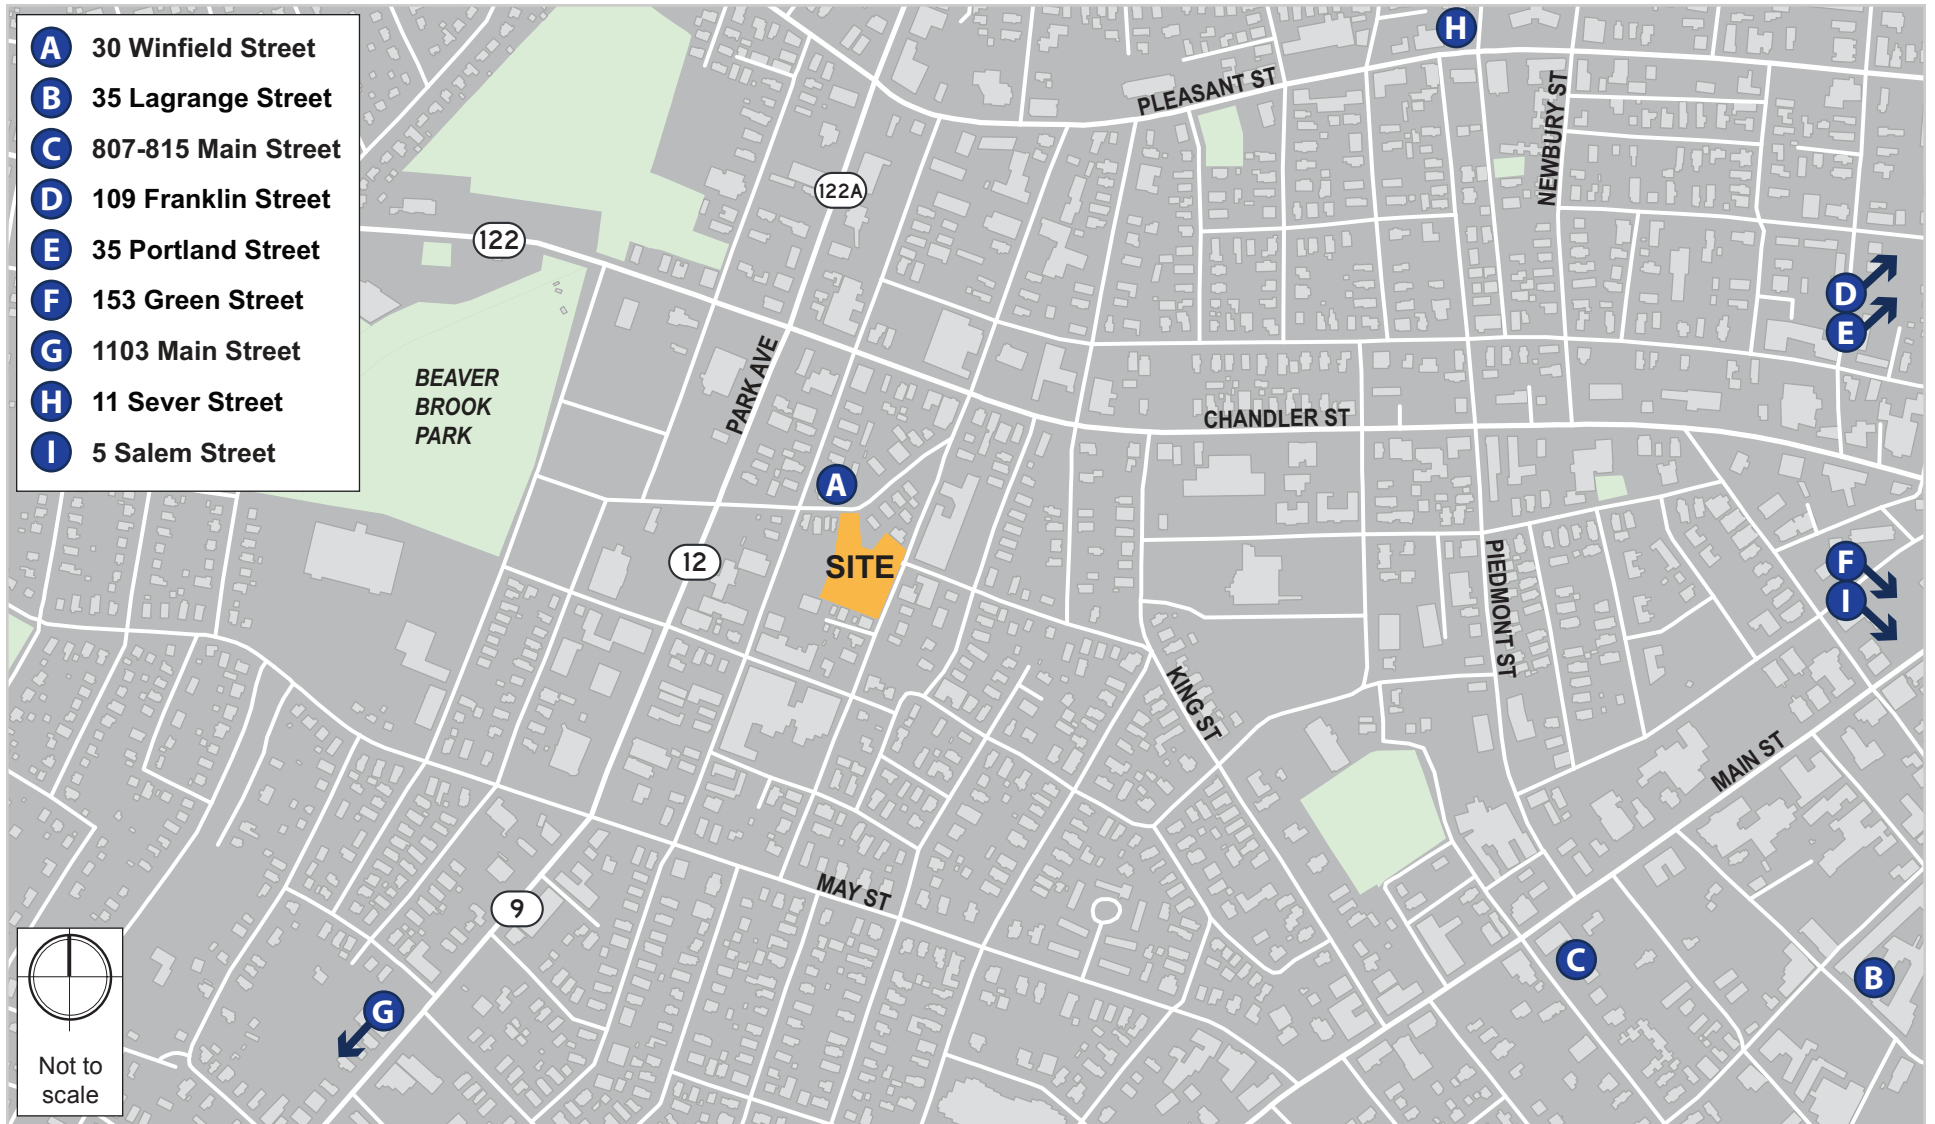 A 30 Winfield Street
B 35 Lagrange Street
C 807-815 Main Street
D 109 Franklin Street
E 35 Portland Street
F 153 Green Street
G 1103 Main Street
H 11 Sever Street
I 5 Salem Street
H
PLEASANT ST
NEWBURY ST
122A
122
D
E
PARK AVE
BEAVER
BROOK
PARK
CHANDLER ST
A
SITE
12
PIEDMONT ST
F
I
KING ST
MAIN ST
MAY ST
9
C
B
G
Not to
scale